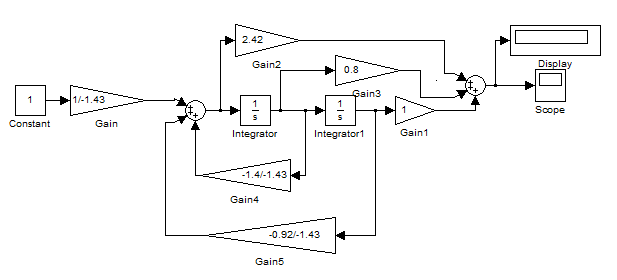 2.42
Gain2
Display
0.8
Gain3
Scope
1
Constant
1/-1.43
Gain
+
+
+
1
s
Integrator
1
s
Integrator1
1
Gain1
+
+
+
-1.4/-1.43
Gain4
-0.92/-1.43
Gain5